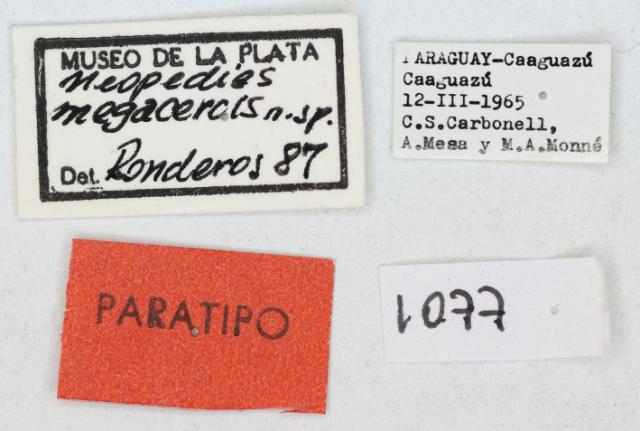 MUSEO DE LA PLATA
Neopedies
megacercis n.sp.
Det. Ronderos 87
PARAGUAY-Caaguazú
Caaguazú
12-III-1965
C.S.Carbonell,
A.Mesa y M.A.Monné
PARATIPO
1077